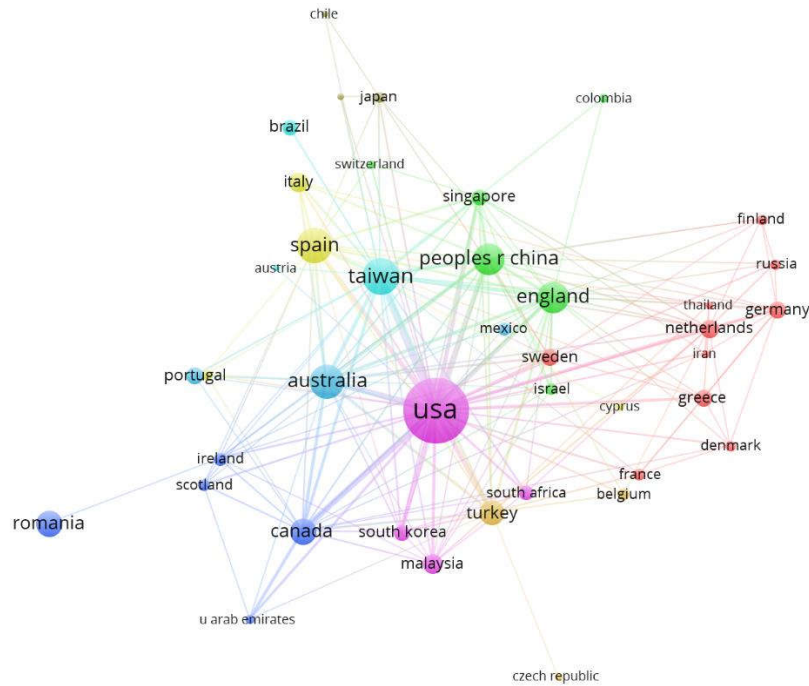 chile
japan
colombia
brazil
switzerland
italy
singapore
finland
spain
peoples r china
russia
austria
taiwan
england
thailand
germany
mexico
netherlands
sweden
iran
portugal
australia
israel
usa
cyprus
greece
denmark
ireland
france
scotland
south africa
belgium
romania
canada
south korea
turkey
malaysia
u arab emirates
czech republic